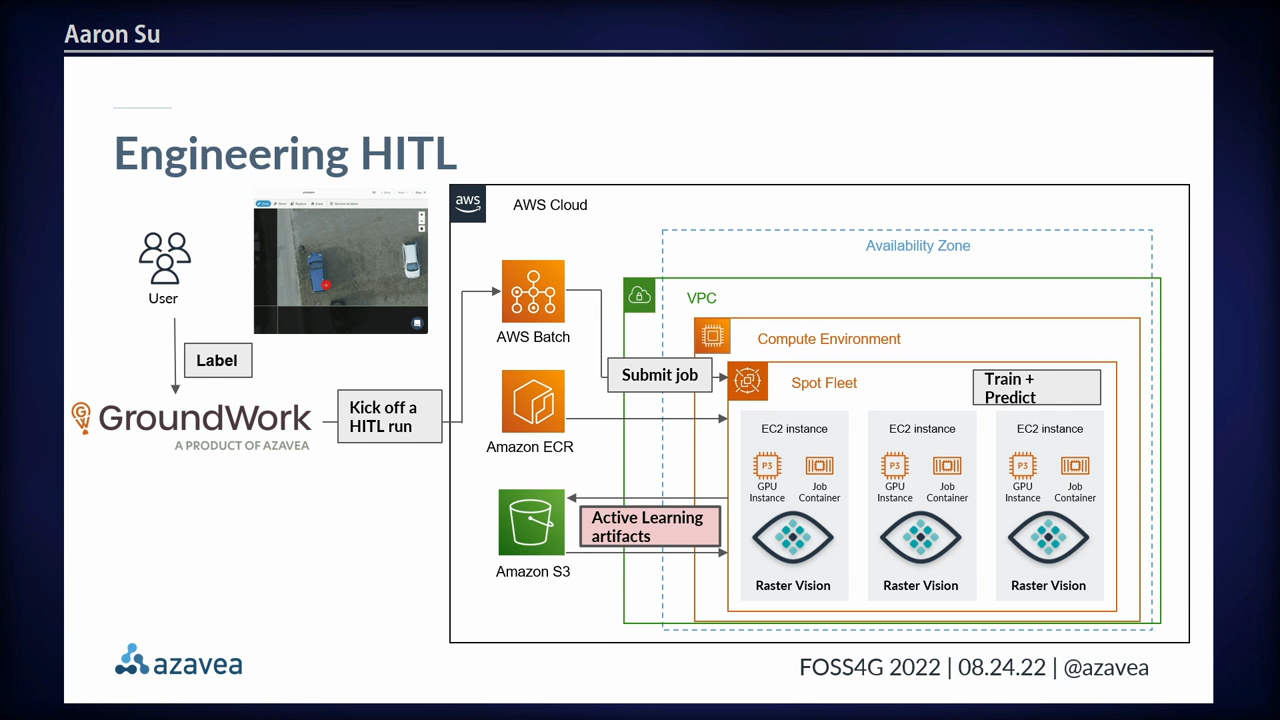 Aaron Su
Engineering HITL
User
Label
GroundWork
A PRODUCT OF AZAVEA
Kick off a
HITL run
aws
AWS Cloud
AWS Batch
Amazon ECR
Amazon S3
Submit job
Active Learning
artifacts
Availability Zone
VPC
Compute Environment
Spot Fleet
Train +
Predict
EC2 instance
P3
GPU
Instance
Job
Container
Raster Vision
EC2 instance
P3
GPU
Instance
Job
Container
Raster Vision
EC2 instance
P3
GPU
Instance
Job
Container
Raster Vision
azavea
FOSS4G 2022 | 08.24.22 | @azavea